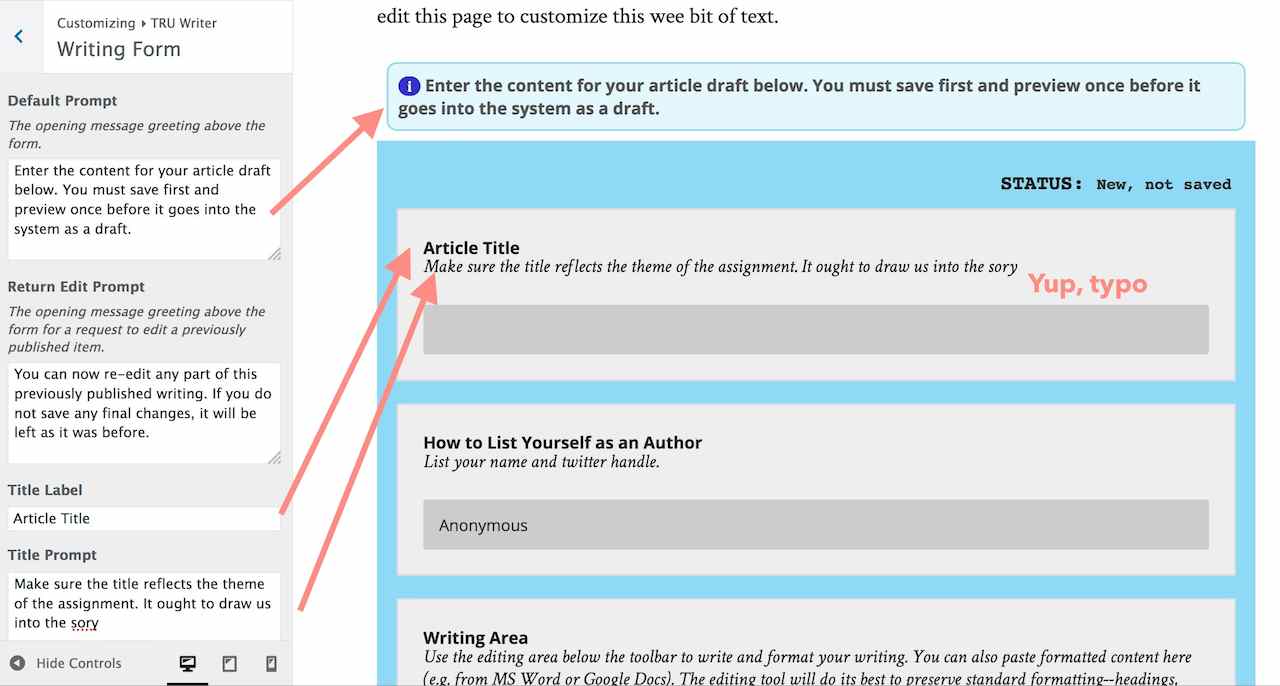 Customizing ▸ TRU Writer
Writing Form
Default Prompt
The opening message greeting above the
form.
Enter the content for your article draft
below. You must save first and
preview once before it goes into the
system as a draft.
Return Edit Prompt
The opening message greeting above the
form for a request to edit a previously
published item.
You can now re-edit any part of this
previously published writing. If you do
not save any final changes, it will be
left as it was before.
Title Label
Article Title
Title Prompt
Make sure the title reflects the theme
of the assignment. It ought to draw us
into the sory
Hide Controls
edit this page to customize this wee bit of text.
Enter the content for your article draft below. You must save first and preview once before it
goes into the system as a draft.
STATUS: New, not saved
Article Title
Make sure the title reflects the theme of the assignment. It ought to draw us into the sory
Yup, typo
How to List Yourself as an Author
List your name and twitter handle.
Anonymous
Writing Area
Use the editing area below the toolbar to write and format your writing. You can also paste formatted content here
(e.g. from MS Word or Google Docs). The editing tool will do its best to preserve standard formatting--headings,